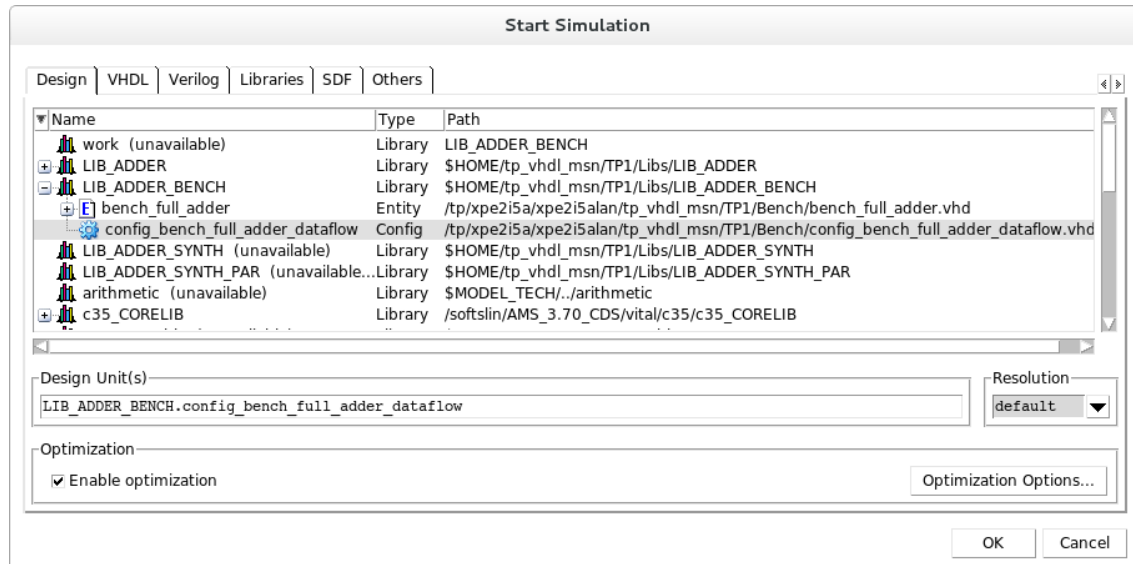 Start Simulation
Design VHDL Verilog Libraries SDF Others
Name Type Path
work (unavailable) Library LIB_ADDER_BENCH
LIB_ADDER Library $HOME/tp_vhdl_msn/TP1/Libs/LIB_ADDER
LIB_ADDER_BENCH Library $HOME/tp_vhdl_msn/TP1/Libs/LIB_ADDER_BENCH
E bench_full_adder Entity /tp/xpe2i5a/xpe2i5alan/tp_vhdl_msn/TP1/Bench/bench_full_adder.vhd
config_bench_full_adder_dataflow Config /tp/xpe2i5a/xpe2i5alan/tp_vhdl_msn/TP1/Bench/config_bench_full_adder_dataflow.vhd
LIB_ADDER_SYNTH (unavailable) Library $HOME/tp_vhdl_msn/TP1/Libs/LIB_ADDER_SYNTH
LIB_ADDER_SYNTH_PAR (unavailable...Library $HOME/tp_vhdl_msn/TP1/Libs/LIB_ADDER_SYNTH_PAR
arithmetic (unavailable) Library $MODEL_TECH/../arithmetic
c35_CORELIB Library /softslin/AMS_3.70_CDS/vital/c35/c35_CORELIB
Design Unit(s) Resolution
LIB_ADDER_BENCH.config_bench_full_adder_dataflow default
Optimization
Enable optimization Optimization Options...
OK Cancel